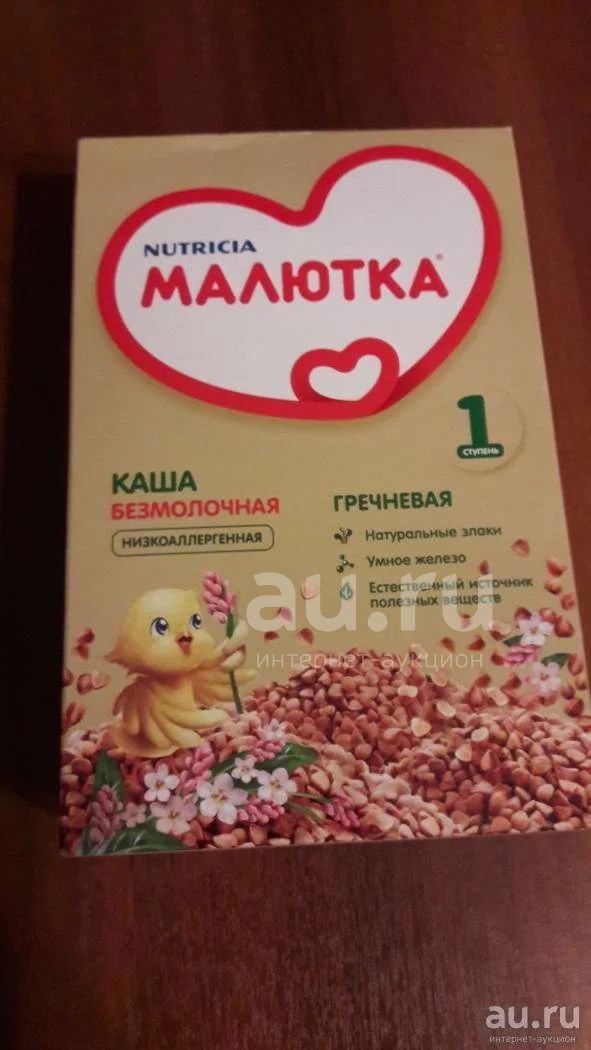 NUTRICIA
МАЛЮТКА®
1
СТУПЕНЬ
КАША
БЕЗМОЛОЧНАЯ
НИЗКОАЛЛЕРГЕННАЯ
ГРЕЧНЕВАЯ
Натуральные злаки
Умное железо
Естественный источник
полезных веществ
au.ru
интернет-аукцион
au.ru
интернет-аукцион